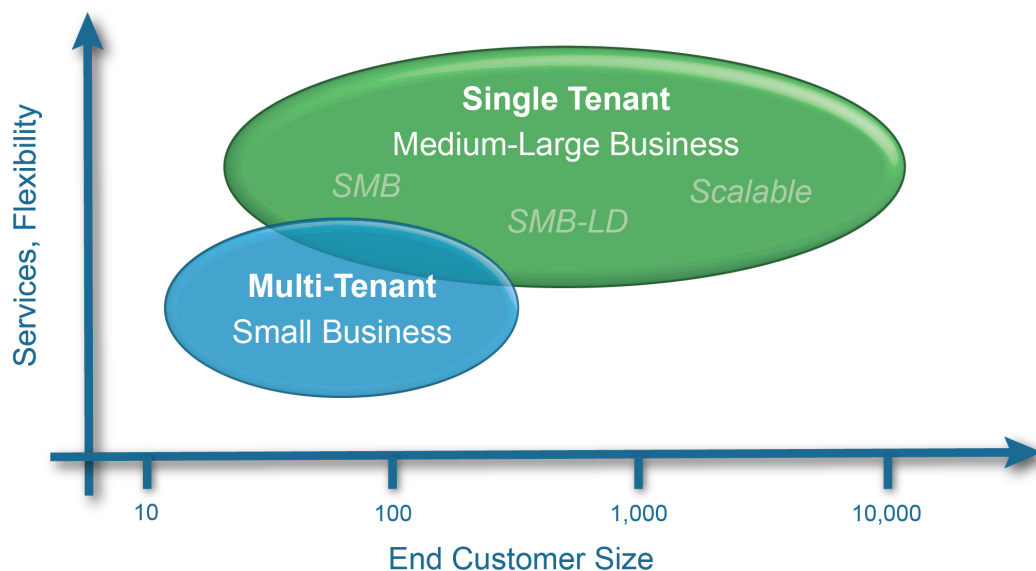 Services, Flexibility
Single Tenant
Medium-Large Business
SMB
Scalable
SMB-LD
Multi-Tenant
Small Business
10
100
1,000
10,000
End Customer Size